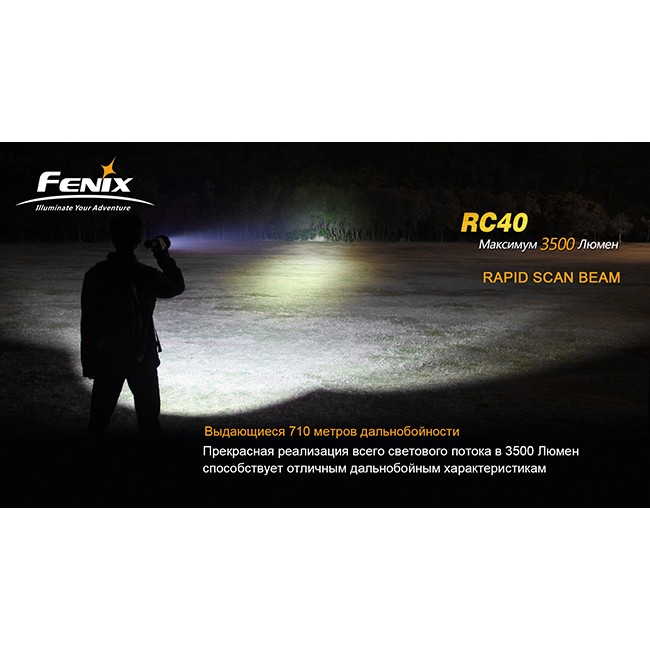 FENIX
Illuminate Your Adventure
RC40
Максимум 3500 Люмен
RAPID SCAN BEAM
Выдающиеся 710 метров дальнобойности
Прекрасная реализация всего светового потока в 3500 Люмен
способствует отличным дальнобойным характеристикам